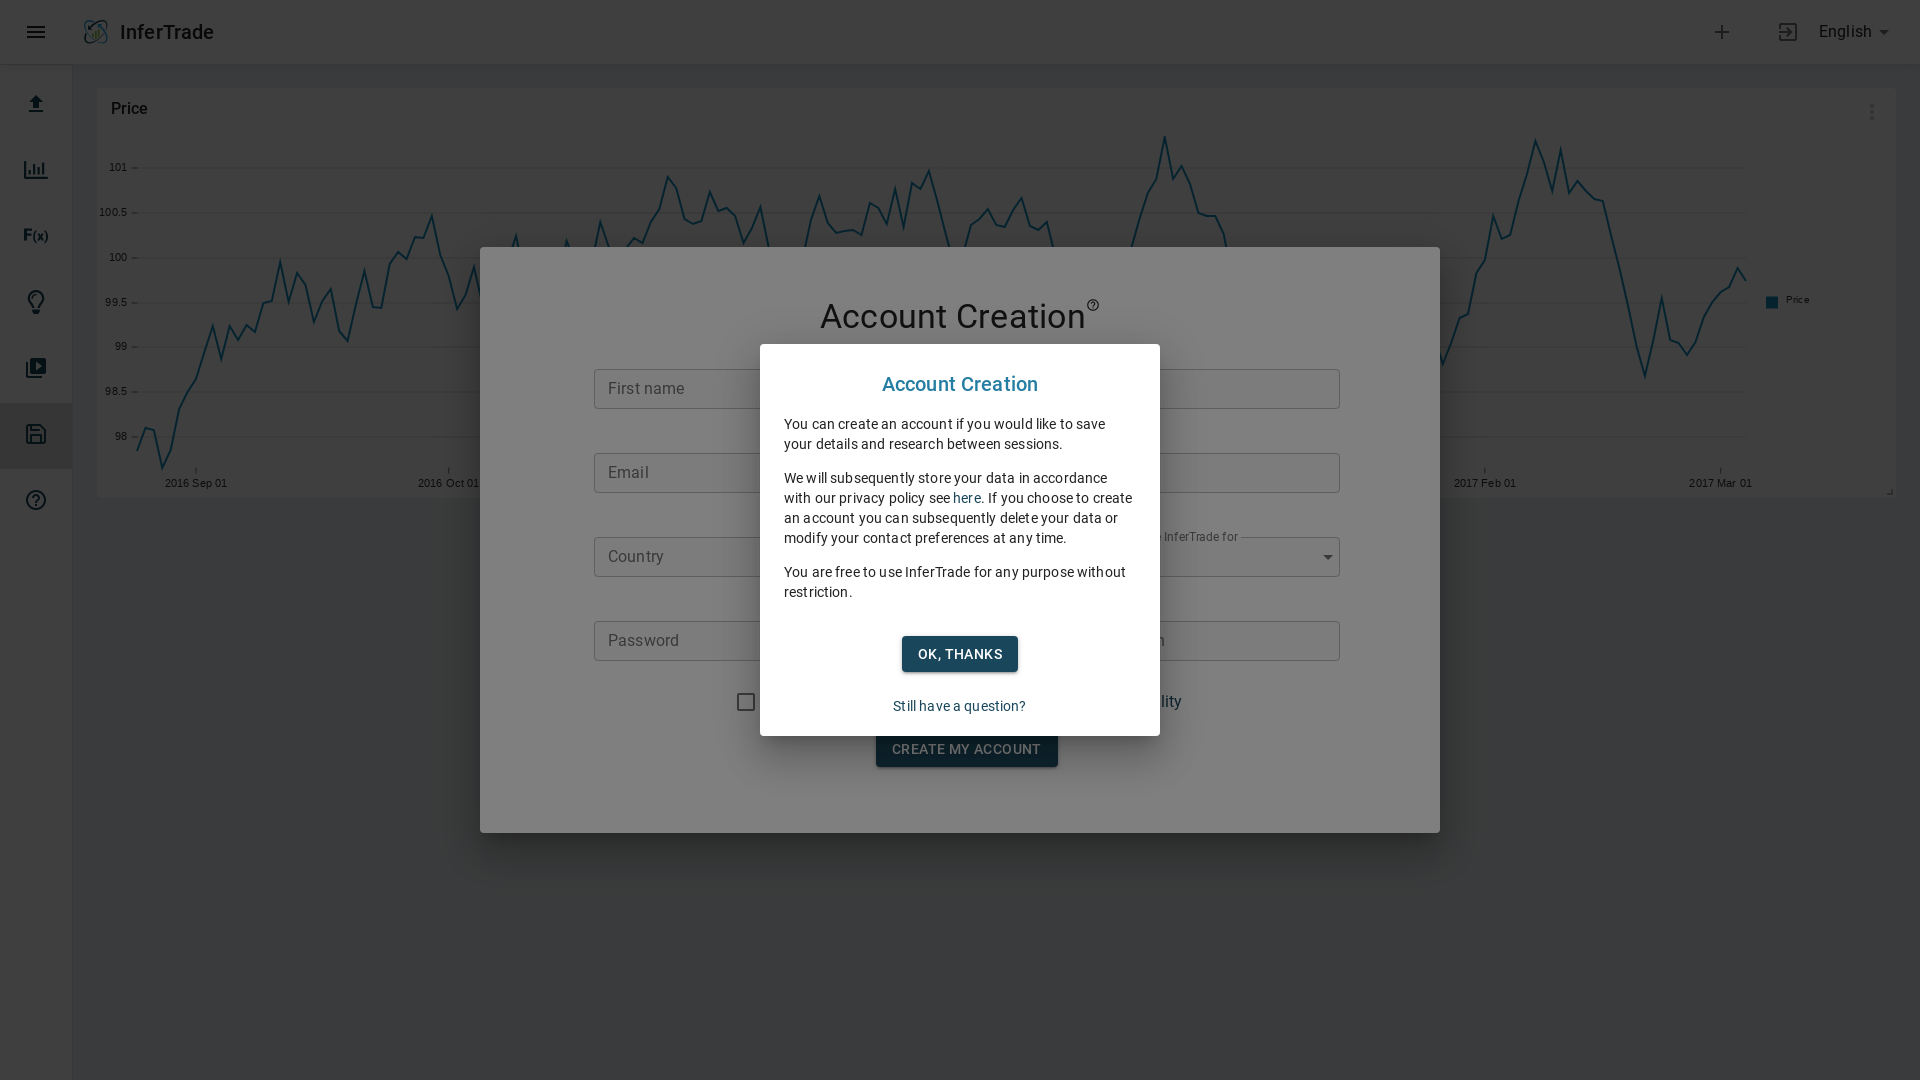 InferTrade
English
Price
101
100.5
100
99.5
99
98.5
98
2016 Sep 01
2016 Oct 01
2017 Feb 01
2017 Mar 01
Price
F(x)
Account Creation
First name
Email
Country
InferTrade for
Password
lity
CREATE MY ACCOUNT
Account Creation
You can create an account if you would like to save
your details and research between sessions.
We will subsequently store your data in accordance
with our privacy policy see here. If you choose to create
an account you can subsequently delete your data or
modify your contact preferences at any time.
You are free to use InferTrade for any purpose without
restriction.
OK, THANKS
Still have a question?